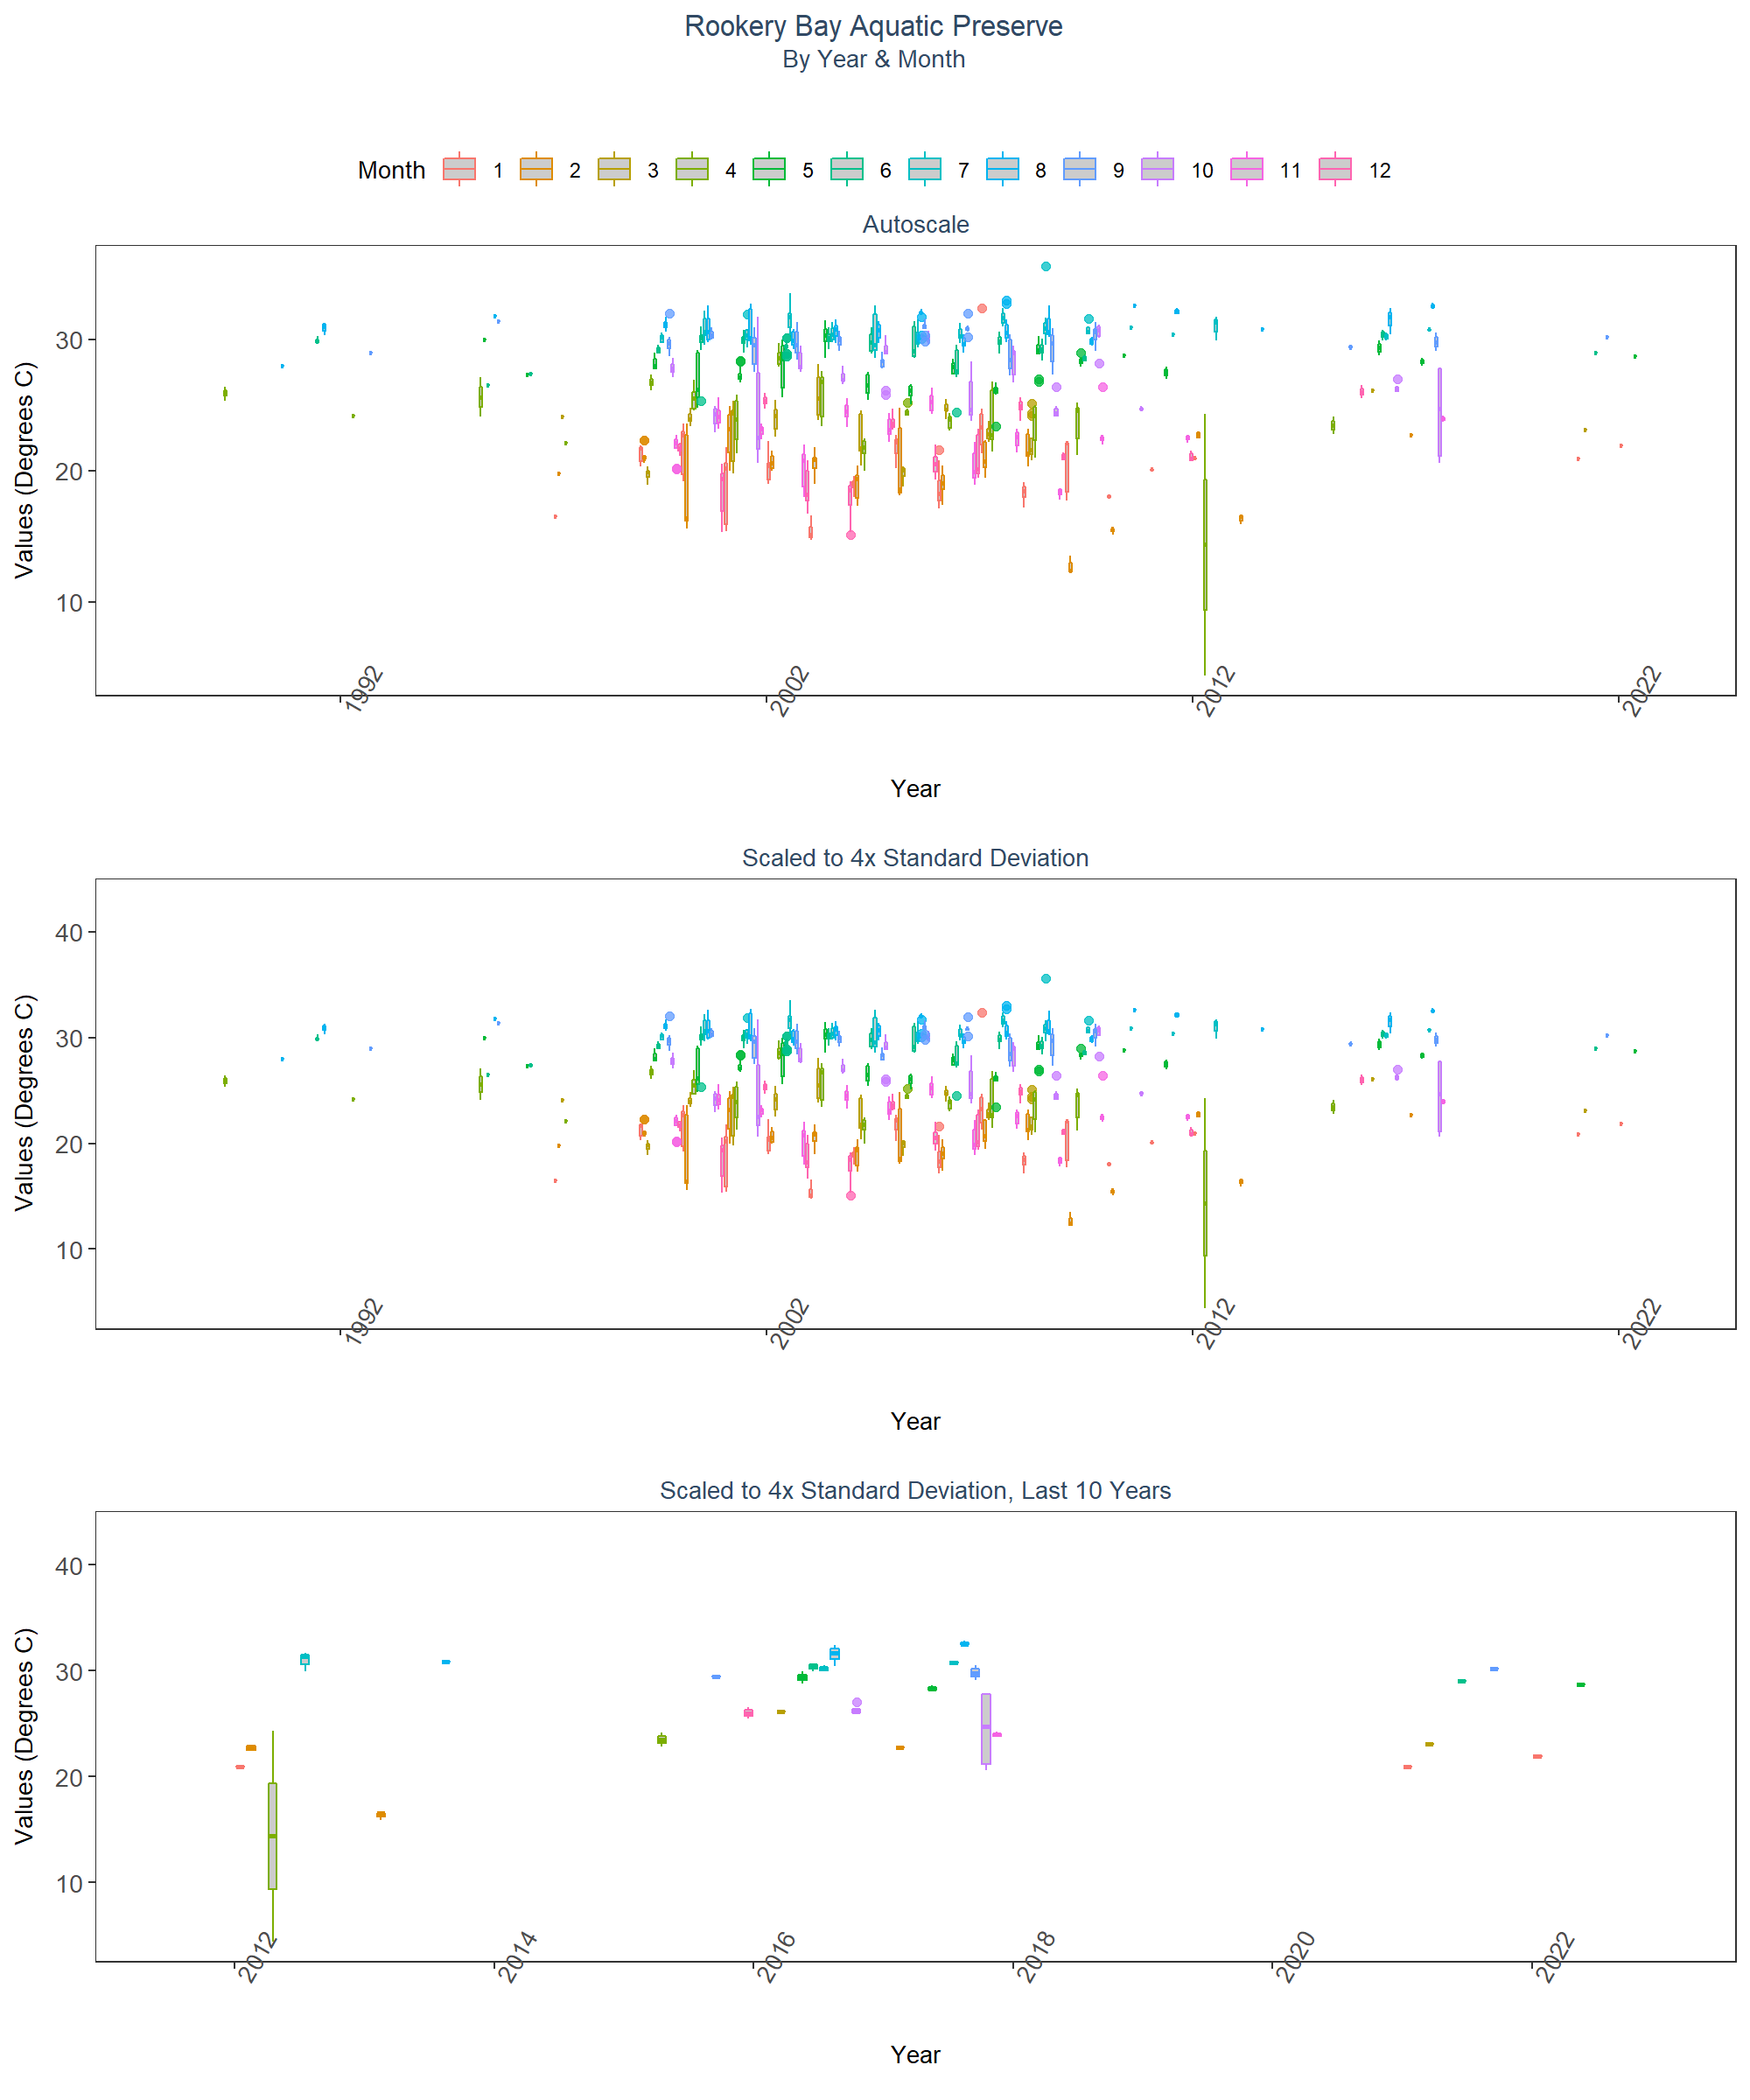 Rookery Bay Aquatic Preserve
By Year & Month
Month 1 2 3 4 5 6 7 8 9 10 11 12
Autoscale
Values (Degrees C)
30
20
10
1992 2002 2012 2022
Year
Scaled to 4x Standard Deviation
Values (Degrees C)
40
30
20
10
1992 2002 2012 2022
Year
Scaled to 4x Standard Deviation, Last 10 Years
Values (Degrees C)
40
30
20
10
2012 2014 2016 2018 2020 2022
Year